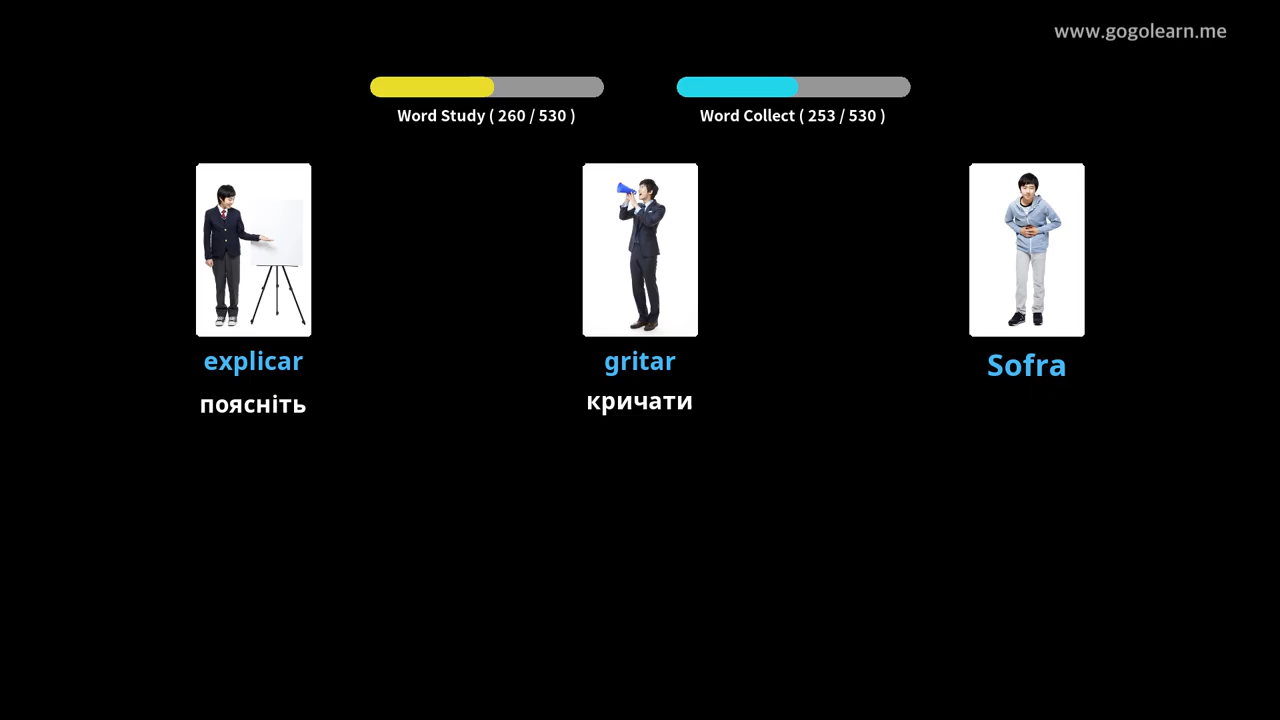 www.gogolearn.me
Word Study ( 260 / 530 )
Word Collect ( 253 / 530 )
explicar
gritar
Sofra
поясніть
кричати